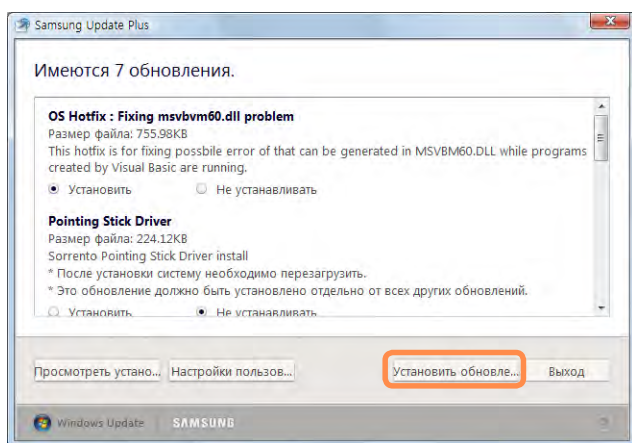 Samsung Update Plus
Имеются 7 обновления.
OS Hotfix : Fixing msvbvm60.dll problem
Размер файла: 755.98KB
This hotfix is for fixing possbile error of that can be generated in MSVBM60.DLL while programs
created by Visual Basic are running.
Установить Не устанавливать
Pointing Stick Driver
Размер файла: 224.12KB
Sorrento Pointing Stick Driver install
* После установки систему необходимо перезагрузить.
* Это обновление должно быть установлено отдельно от всех других обновлений.
Установить Не устанавливать
Просмотреть устано... Настройки пользов... Установить обновле... Выход
Windows Update SAMSUNG